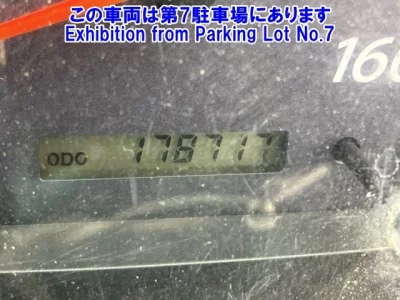 この車両は第7駐車場にあります
Exhibition from Parking Lot No.7
160
ODO 178717